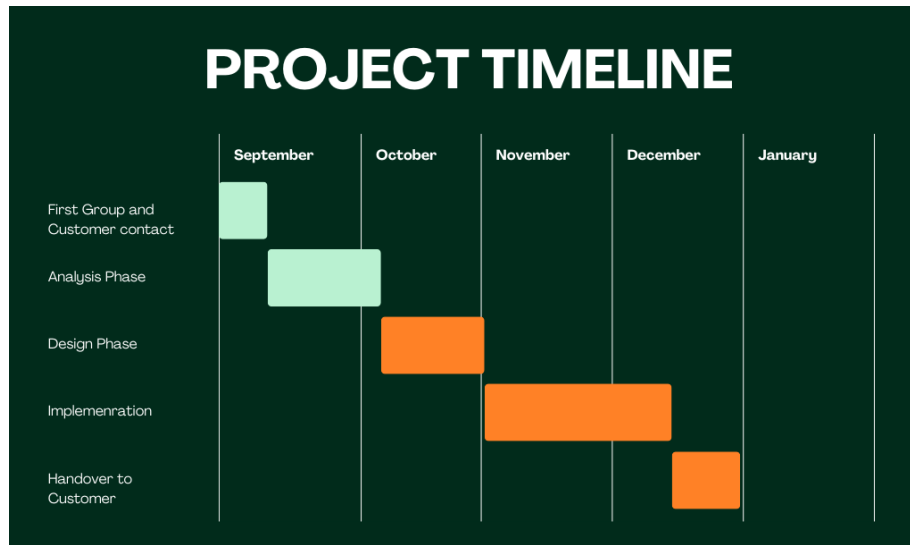 PROJECT TIMELINE
September
October
November
December
January
First Group and
Customer contact
Analysis Phase
Design Phase
Implemenration
Handover to
Customer